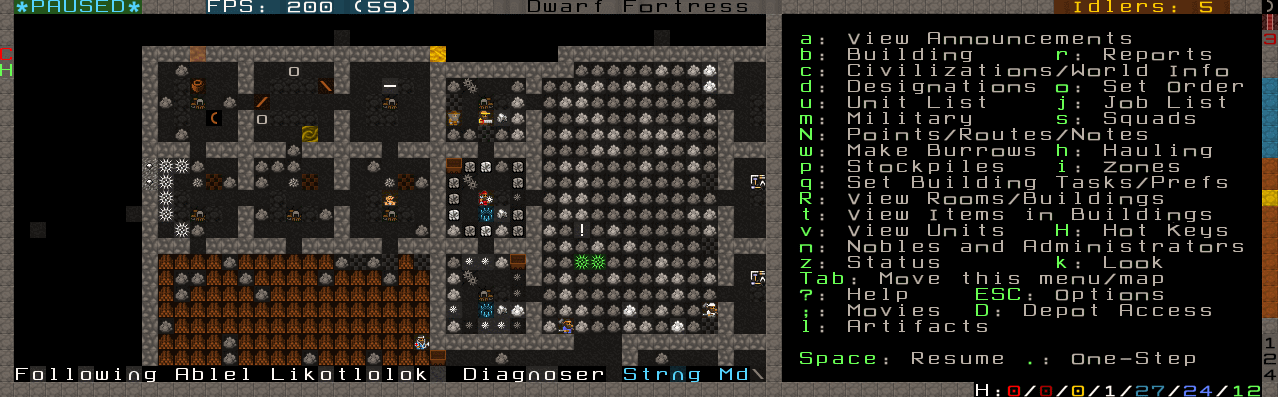 *PAUSED* FPS: 200 (59) Dwarf Fortress Idlers: 5
a: View Announcements
b: Building r: Reports
c: Civilizations/World Info
d: Designations o: Set Order
u: Unit List j: Job List
m: Military s: Squads
N: Points/Routes/Notes
w: Make Burrows h: Hauling
p: Stockpiles i: Zones
q: Set Building Tasks/Prefs
R: View Rooms/Buildings
t: View Items in Buildings
v: View Units H: Hot Keys
n: Nobles and Administrators
z: Status k: Look
Tab: Move this menu/map
?: Help ESC: Options
;: Movies D: Depot Access
l: Artifacts
Space: Resume .: One-Step
Following Ablel Likotlolok Diagnoser Strng Md\
H:0/0/0/1/27/24/12
3
124